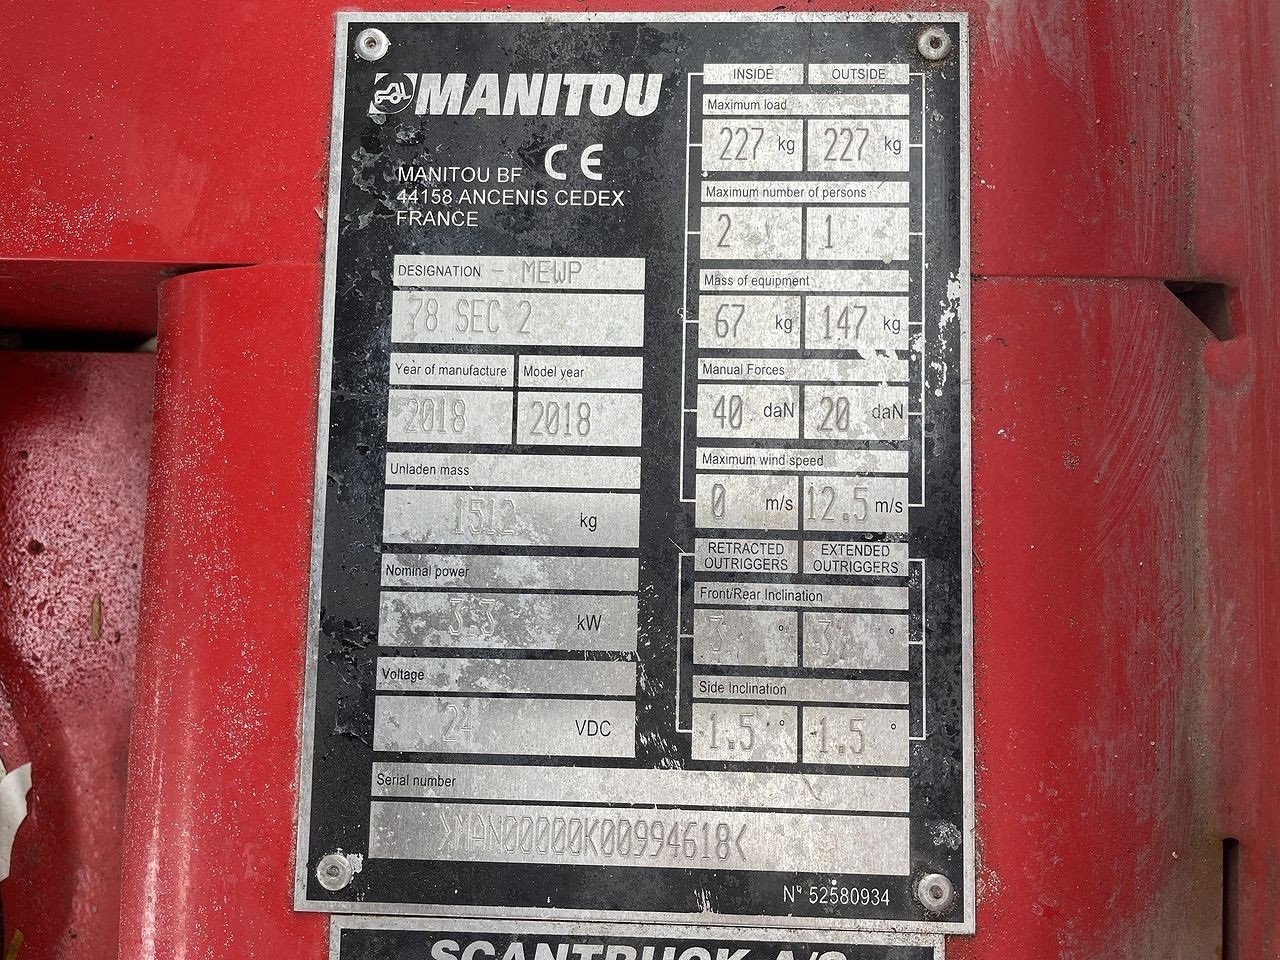 MANITOU
CE
MANITOU BF
44158 ANCENIS CEDEX
FRANCE
DESIGNATION - MEWP
78 SEC 2
Year of manufacture Model year
2018 2018
Unladen mass
1512 kg
Nominal power
3.3 kW
Voltage
24 VDC
INSIDE OUTSIDE
Maximum load
227 kg 227 kg
Maximum number of persons
2 1
Mass of equipment
67 kg 147 kg
Manual Forces
40 daN 20 daN
Maximum wind speed
0 m/s 12.5 m/s
RETRACTED OUTRIGGERS EXTENDED OUTRIGGERS
Front/Rear Inclination
3 ° 3 °
Side Inclination
1.5 ° 1.5 °
Serial number
>MAN00000K00994618<
N° 52580934
SCANTRUCK A/S